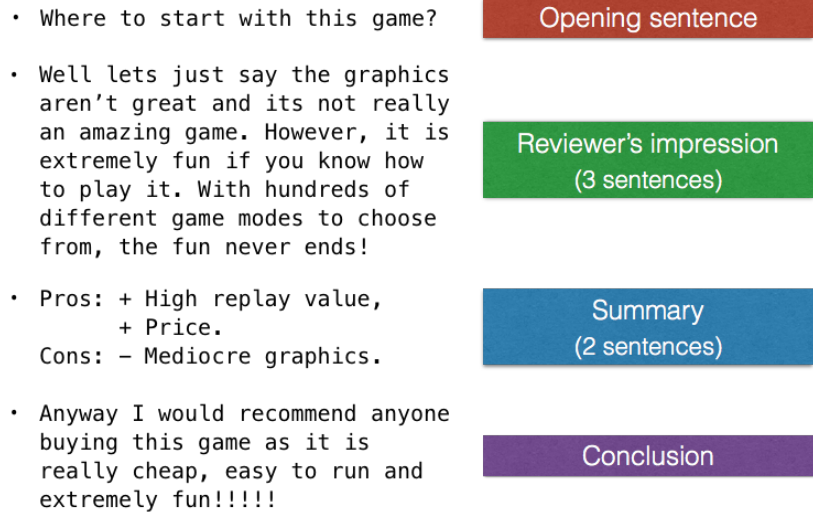 • Where to start with this game?
Opening sentence
• Well lets just say the graphics
aren’t great and its not really
an amazing game. However, it is
extremely fun if you know how
to play it. With hundreds of
different game modes to choose
from, the fun never ends!
Reviewer’s impression
(3 sentences)
• Pros: + High replay value,
+ Price.
Cons: – Mediocre graphics.
Summary
(2 sentences)
• Anyway I would recommend anyone
buying this game as it is
really cheap, easy to run and
extremely fun!!!!!
Conclusion